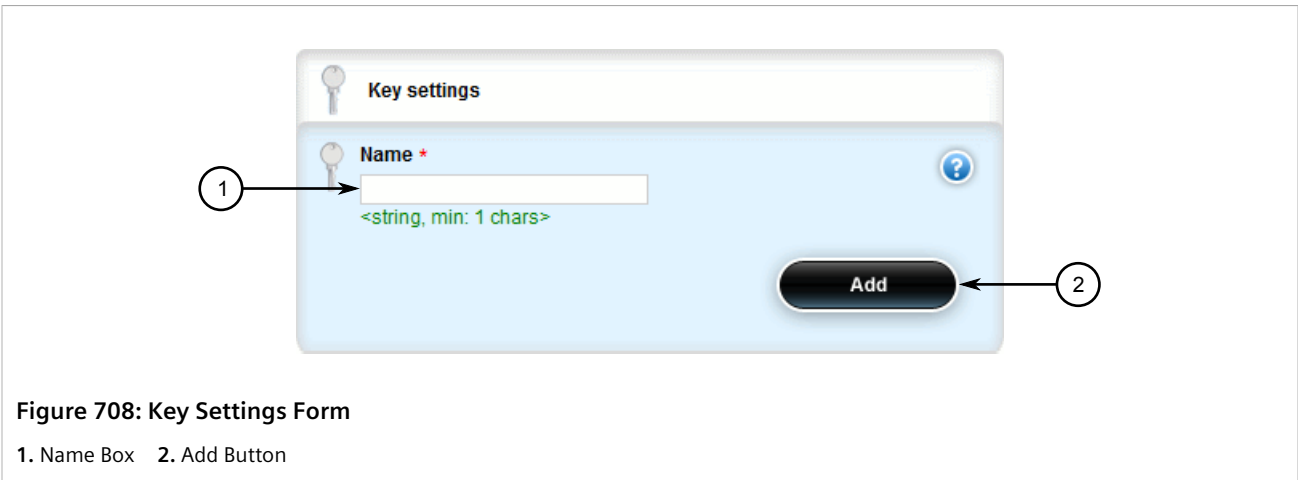 Key settings
Name *
1
<string, min: 1 chars>
?
Add
2
Figure 708: Key Settings Form
1. Name Box 2. Add Button